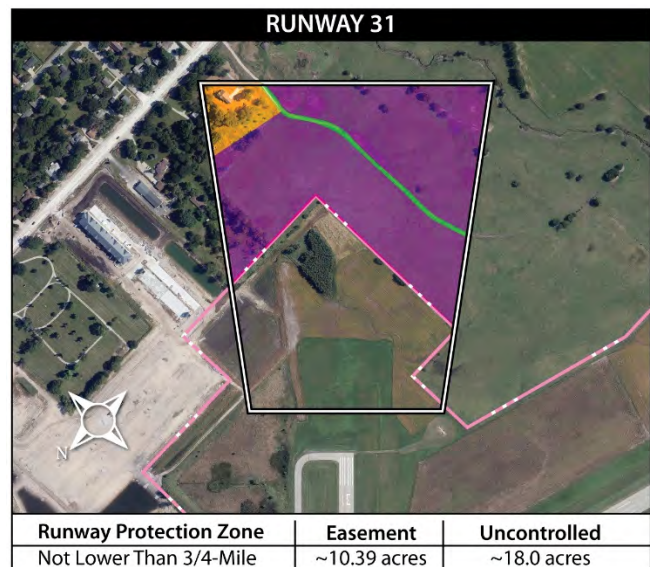 RUNWAY 31
N
Runway Protection Zone Easement Uncontrolled
Not Lower Than 3/4-Mile ~10.39 acres ~18.0 acres